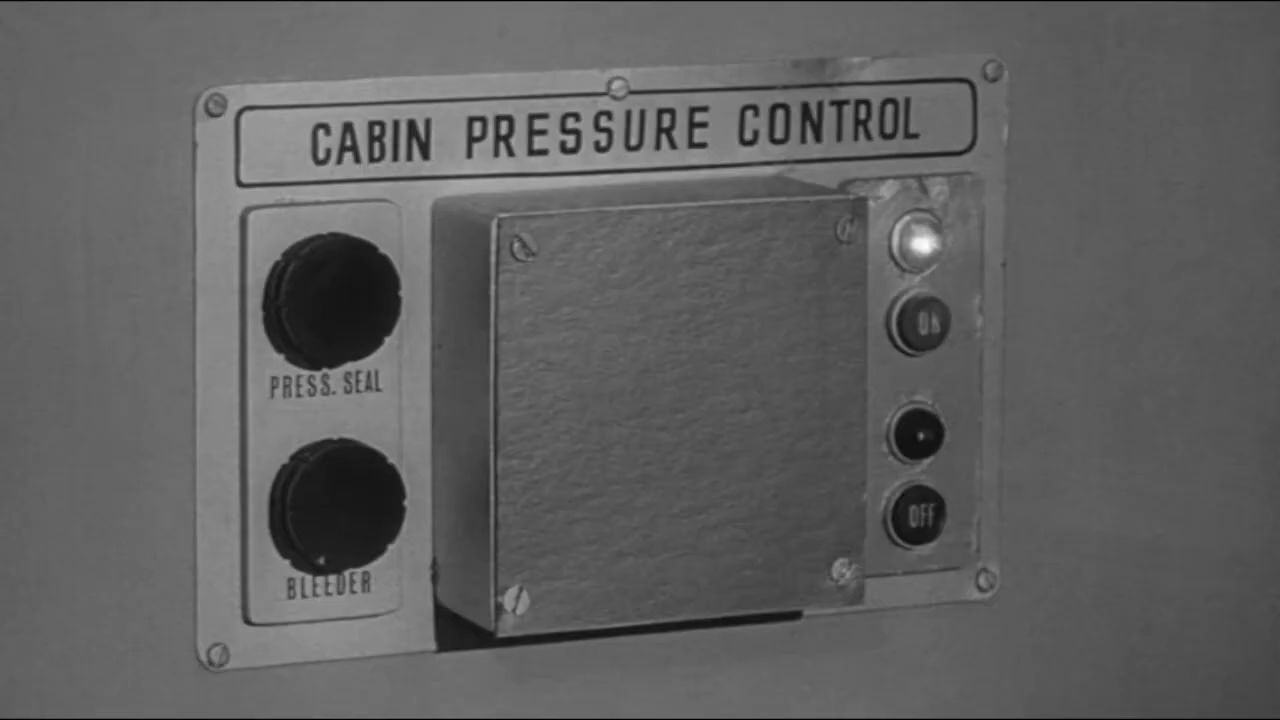 CABIN PRESSURE CONTROL
PRESS. SEAL
BLEEDER
ON
OFF